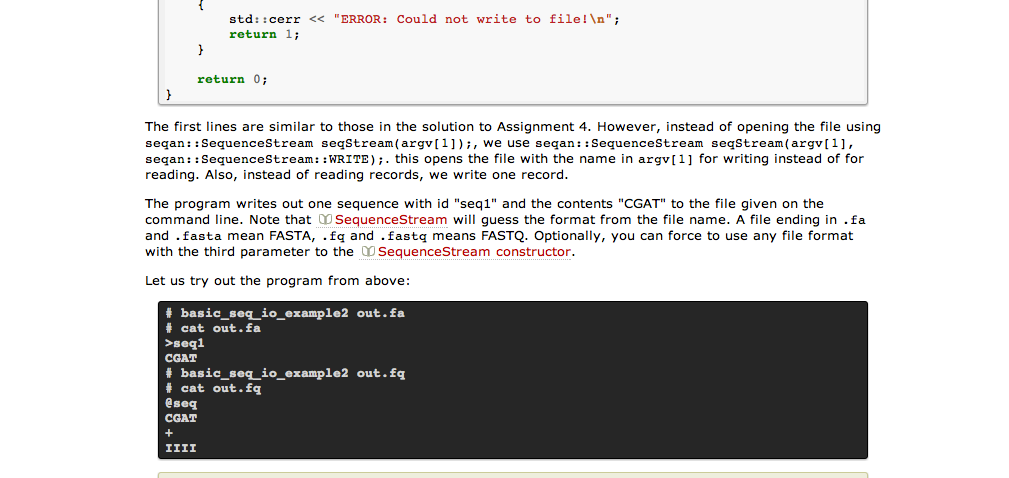 {
std::cerr << "ERROR: Could not write to file!\n";
return 1;
}
return 0;
}
The first lines are similar to those in the solution to Assignment 4. However, instead of opening the file using
seqan::SequenceStream seqStream(argv[1]);, we use seqan::SequenceStream seqStream(argv[1],
seqan::SequenceStream::WRITE);. this opens the file with the name in argv[1] for writing instead of for
reading. Also, instead of reading records, we write one record.
The program writes out one sequence with id "seq1" and the contents "CGAT" to the file given on the
command line. Note that SequenceStream will guess the format from the file name. A file ending in .fa
and .fasta mean FASTA, .fq and .fastq means FASTQ. Optionally, you can force to use any file format
with the third parameter to the SequenceStream constructor.
Let us try out the program from above:
# basic_seq_io_example2 out.fa
# cat out.fa
>seq1
CGAT
# basic_seq_io_example2 out.fq
# cat out.fq
@seq
CGAT
+
IIII